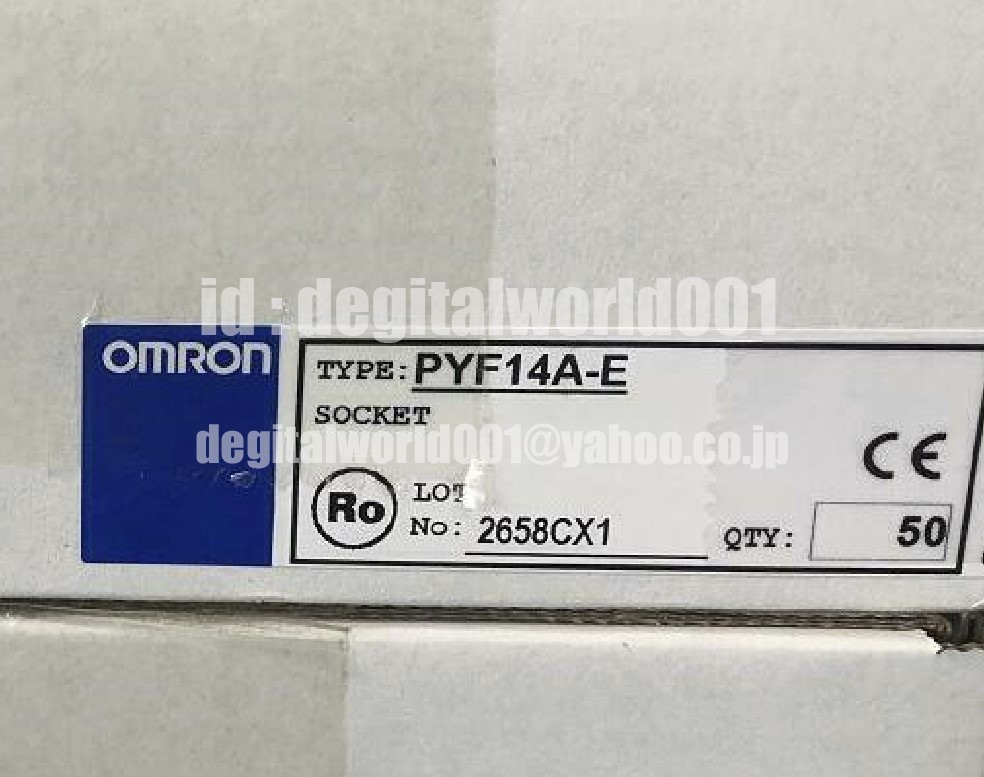 id : degitalworld001
OMRON
TYPE: PYF14A-E
SOCKET
degitalworld001@yahoo.co.jp
CE
Ro
LOT
No: 2658CX1
QTY: 50